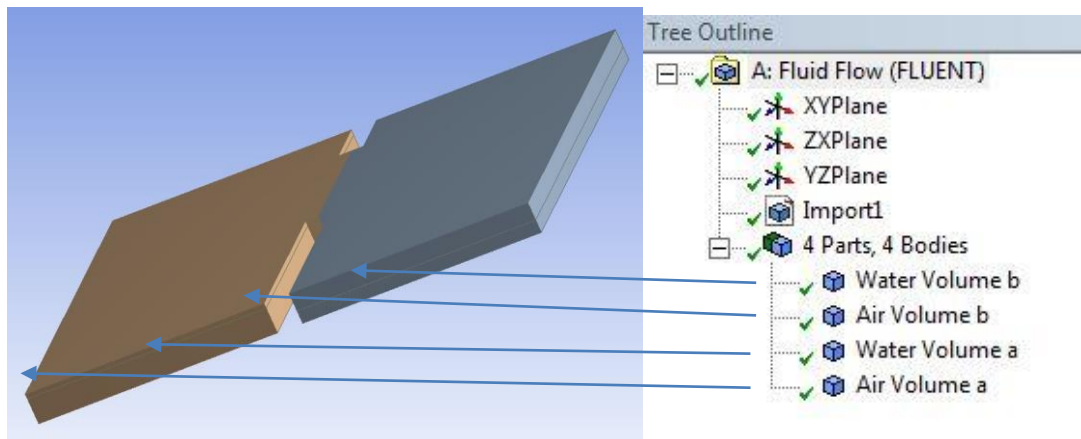 Tree Outline
A: Fluid Flow (FLUENT)
XYPlane
ZXPlane
YZPlane
Import1
4 Parts, 4 Bodies
Water Volume b
Air Volume b
Water Volume a
Air Volume a